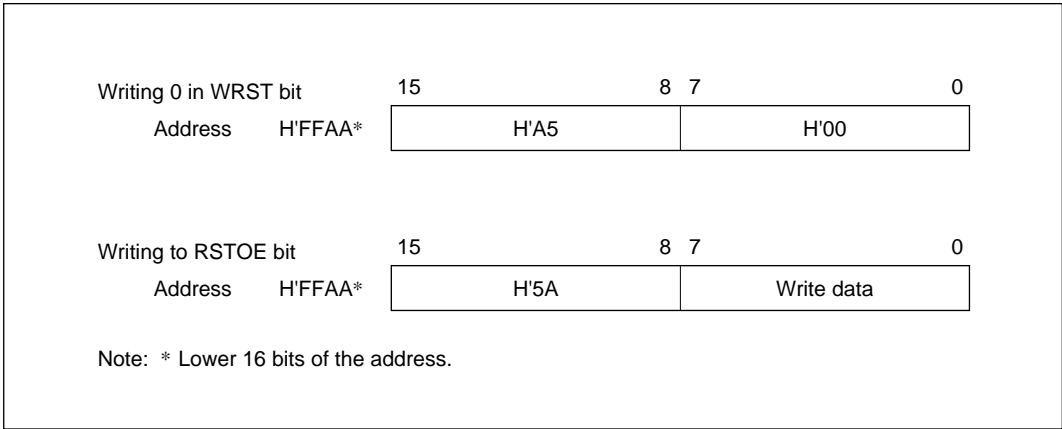 Writing 0 in WRST bit 15 8 7 0
Address H'FFAA* H'A5 H'00
Writing to RSTOE bit 15 8 7 0
Address H'FFAA* H'5A Write data
Note: * Lower 16 bits of the address.